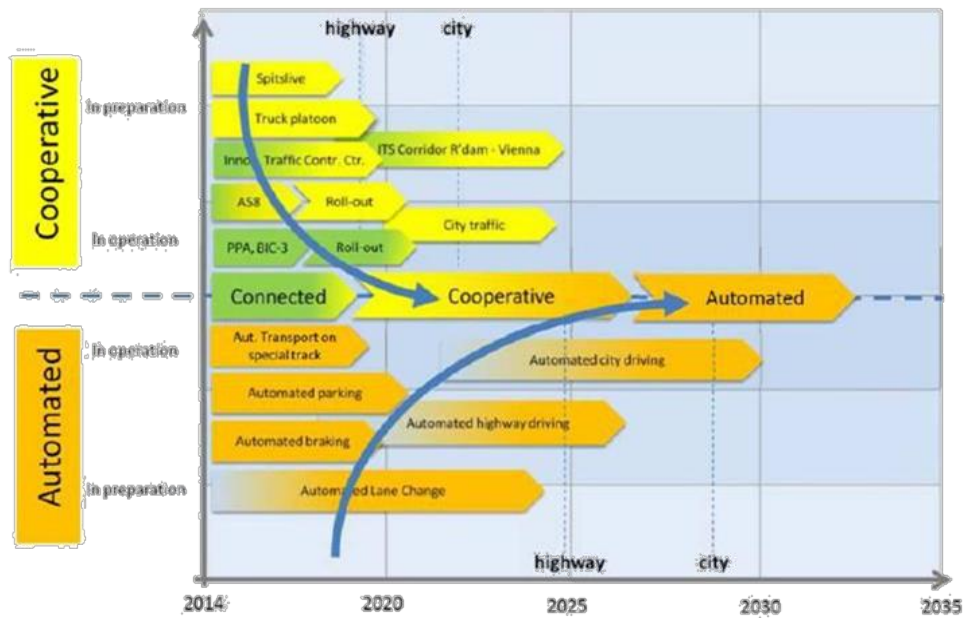 highway
city
Cooperative
In preparation
Spitslive
Truck platoon
ITS Corridor R'dam - Vienna
Inno. Traffic Contr. Ctr.
A58
Roll-out
City traffic
In operation
PPA, BIC-3
Roll-out
Connected
Cooperative
Automated
Automated
In operation
Aut. Transport on
special track
Automated city driving
Automated parking
Automated highway driving
Automated braking
In preparation
Automated Lane Change
highway
city
2014
2020
2025
2030
2035